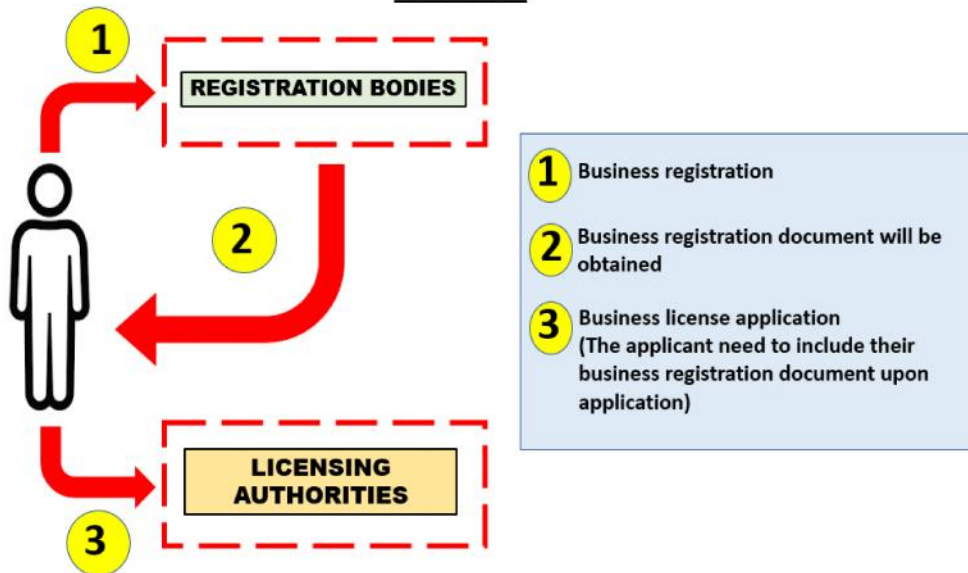 1
REGISTRATION BODIES
2
3
LICENSING
AUTHORITIES
1 Business registration
2 Business registration document will be
obtained
3 Business license application
(The applicant need to include their
business registration document upon
application)